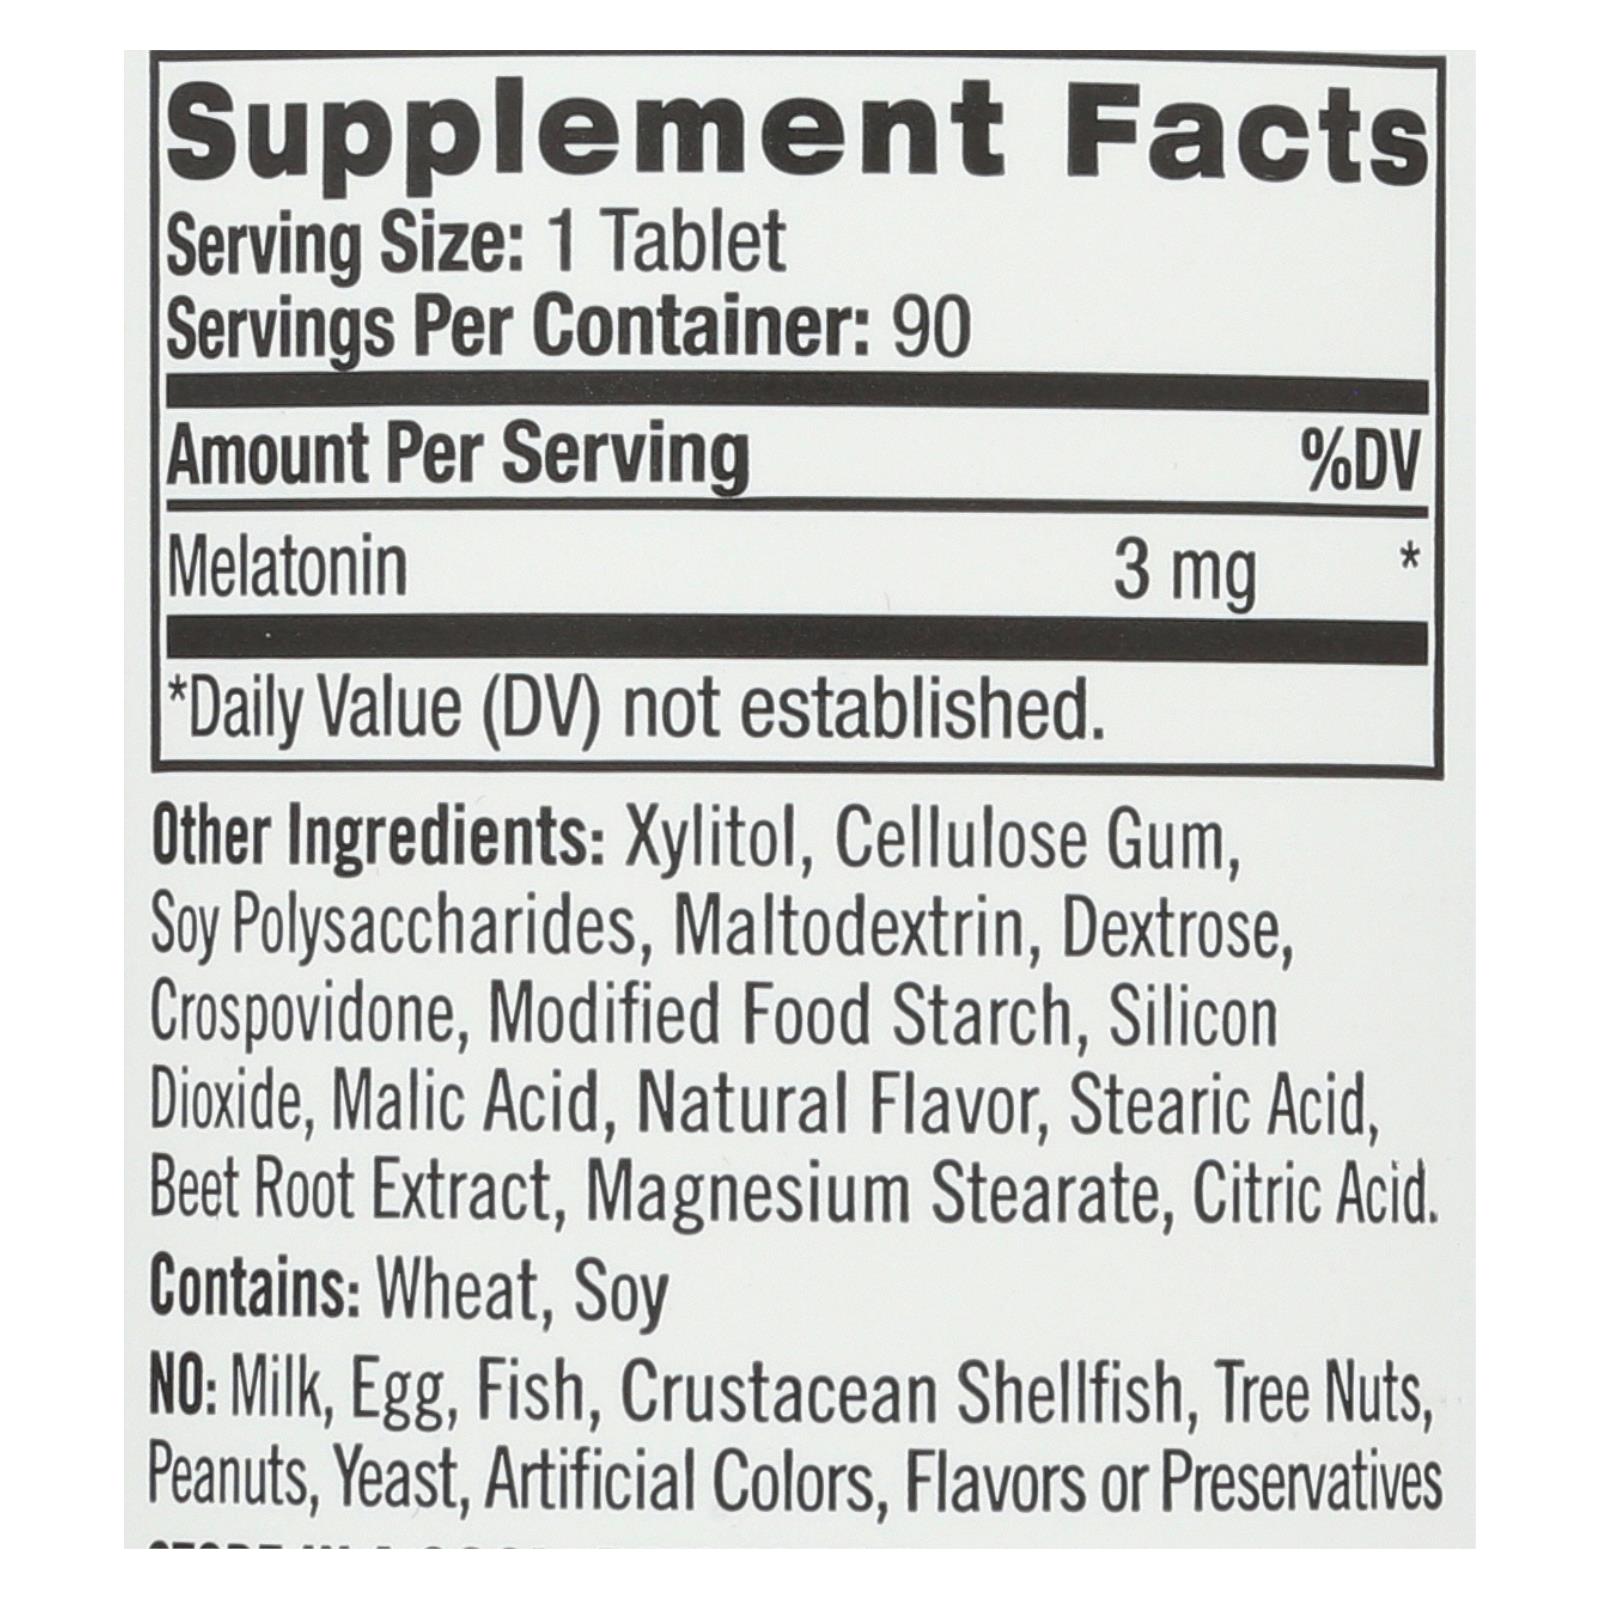 Supplement Facts
Serving Size: 1 Tablet
Servings Per Container: 90
Amount Per Serving %DV
Melatonin 3 mg *
*Daily Value (DV) not established.
Other Ingredients: Xylitol, Cellulose Gum,
Soy Polysaccharides, Maltodextrin, Dextrose,
Crospovidone, Modified Food Starch, Silicon
Dioxide, Malic Acid, Natural Flavor, Stearic Acid,
Beet Root Extract, Magnesium Stearate, Citric Acid.
Contains: Wheat, Soy
NO: Milk, Egg, Fish, Crustacean Shellfish, Tree Nuts,
Peanuts, Yeast, Artificial Colors, Flavors or Preservatives